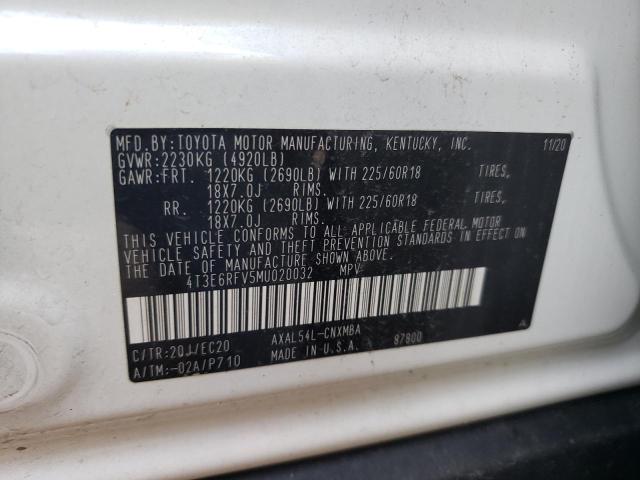 MFD.BY:TOYOTA MOTOR MANUFACTURING, KENTUCKY, INC. 11/20
GVWR:2230KG (4920LB)
GAWR:FRT. 1220KG (2690LB) WITH 225/60R18 TIRES,
18X7.0J RIMS.
RR. 1220KG (2690LB) WITH 225/60R18 TIRES,
18X7.0J RIMS.
THIS VEHICLE CONFORMS TO ALL APPLICABLE FEDERAL MOTOR
VEHICLE SAFETY AND THEFT PREVENTION STANDARDS IN EFFECT ON
THE DATE OF MANUFACTURE SHOWN ABOVE.
4T3E6RFV5MU020032 MPV
C/TR:20J/EC20 AXAL54L-CNXMBA A
A/TM:-02A/P710 MADE IN U.S.A. 87800